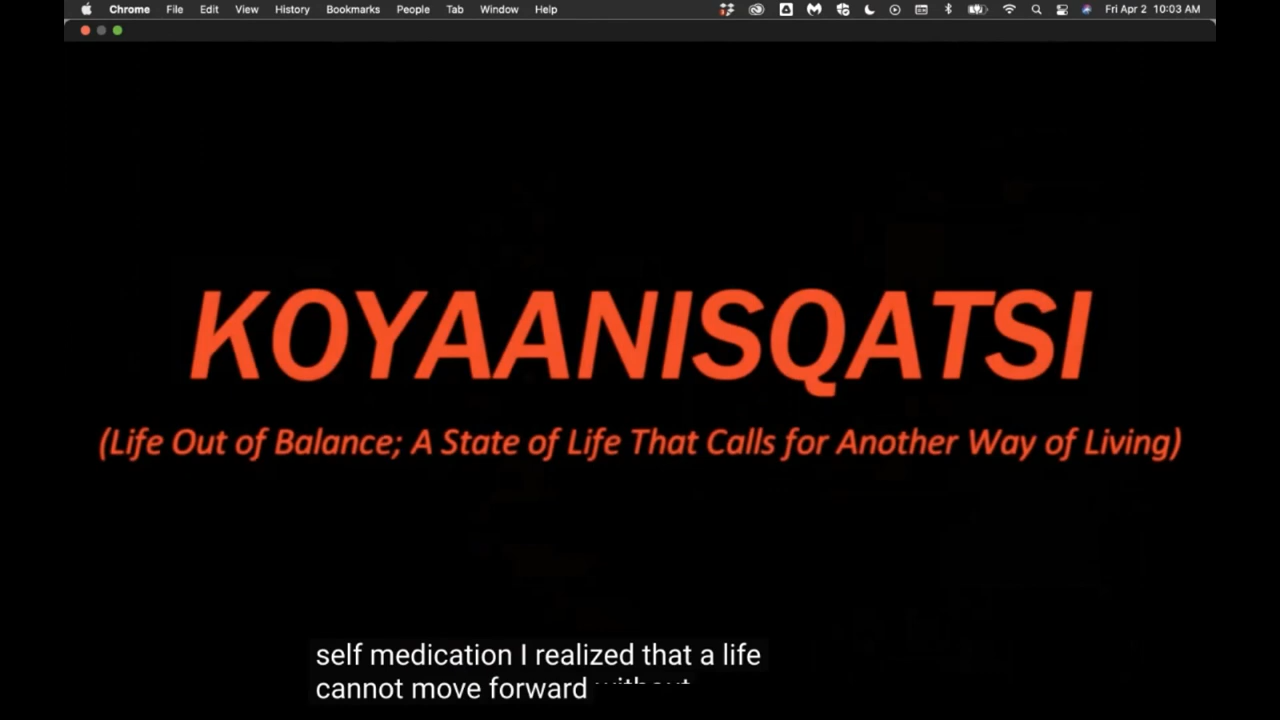 Chrome File Edit View History Bookmarks People Tab Window Help Fri Apr 2 10:03 AM
KOYAANISQATSI
(Life Out of Balance; A State of Life That Calls for Another Way of Living)
self medication I realized that a life
cannot move forward